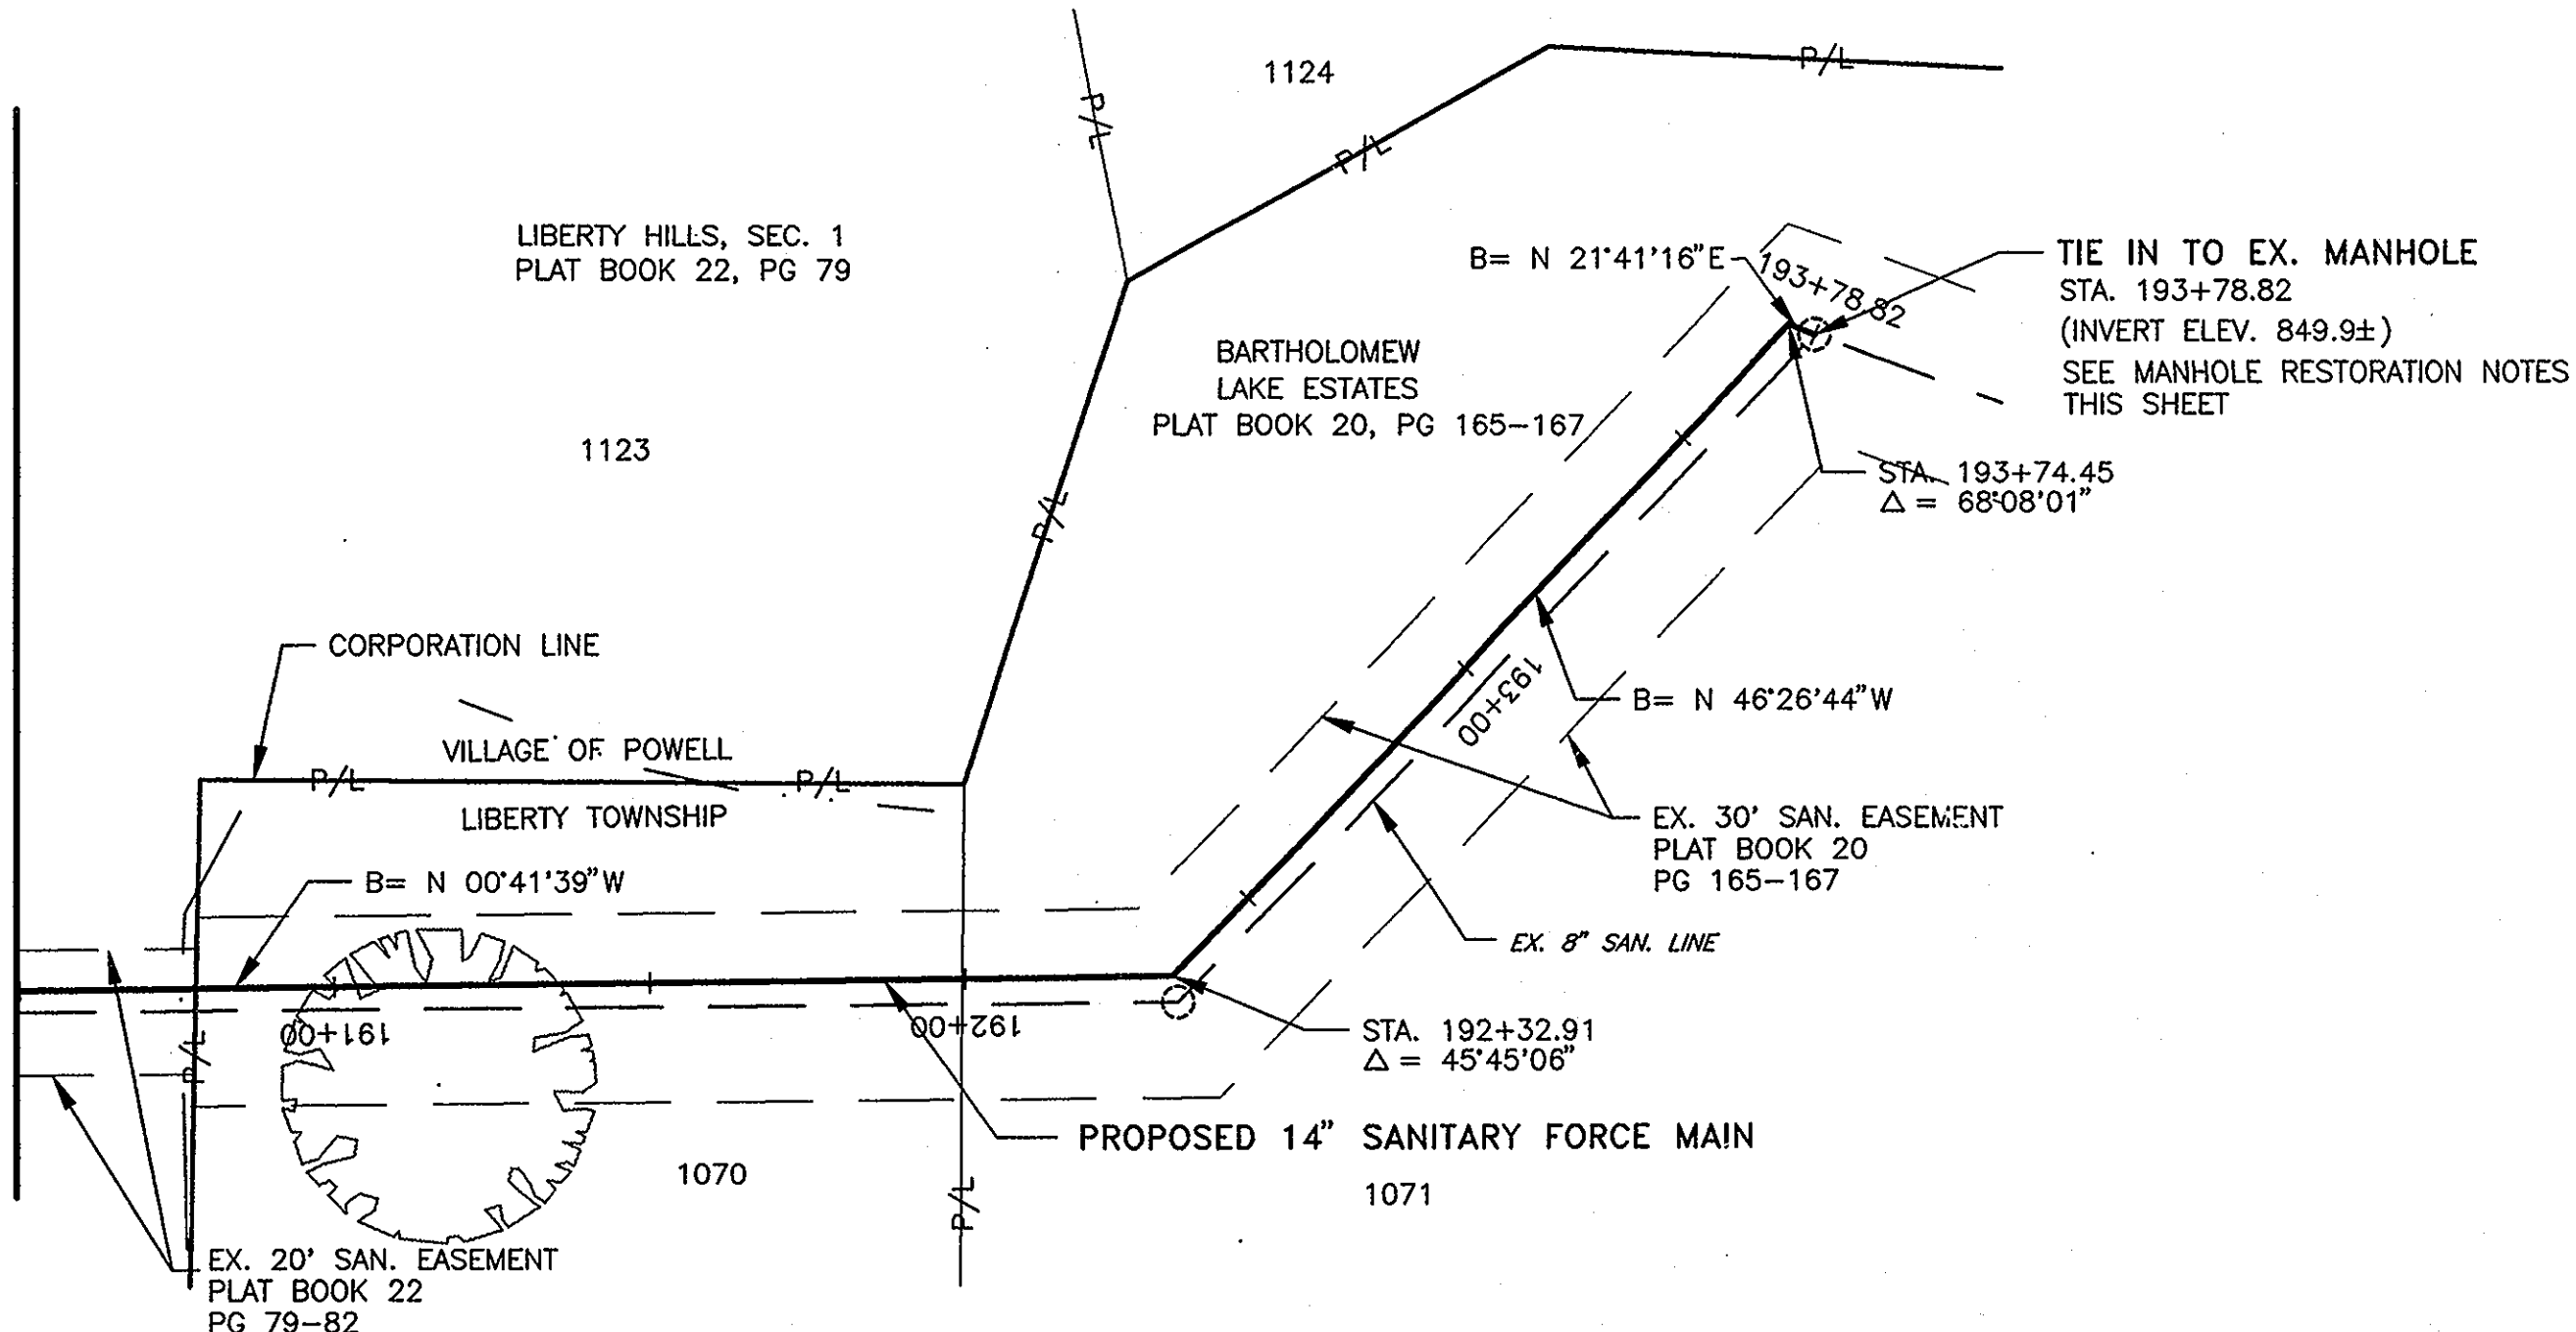 1124
P/L
P/L
P/L
LIBERTY HILLS, SEC. 1
PLAT BOOK 22, PG 79
B= N 21°41'16"E
193+78.82
TIE IN TO EX. MANHOLE
STA. 193+78.82
(INVERT ELEV. 849.9±)
SEE MANHOLE RESTORATION NOTES
THIS SHEET
BARTHOLOMEW
LAKE ESTATES
PLAT BOOK 20, PG 165-167
1123
STA. 193+74.45
Δ = 68°08'01"
P/L
CORPORATION LINE
193+00
B= N 46°26'44"W
VILLAGE OF POWELL
P/L
P/L
LIBERTY TOWNSHIP
EX. 30' SAN. EASEMENT
PLAT BOOK 20
PG 165-167
B= N 00°41'39"W
EX. 8" SAN. LINE
191+00
192+00
P/L
STA. 192+32.91
Δ = 45°45'06"
PROPOSED 14" SANITARY FORCE MAIN
1070
1071
P/L
EX. 20' SAN. EASEMENT
PLAT BOOK 22
PG 79-82